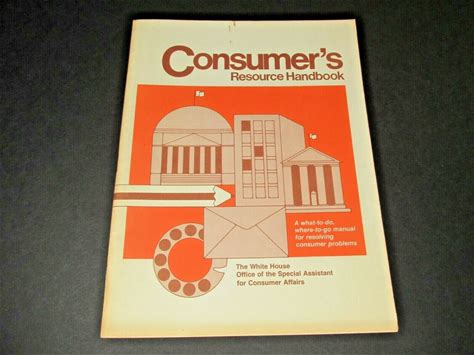 Consumer's
Resource Handbook
A what-to-do,
where-to-go manual
for resolving
consumer problems
The White House
Office of the Special Assistant
for Consumer Affairs